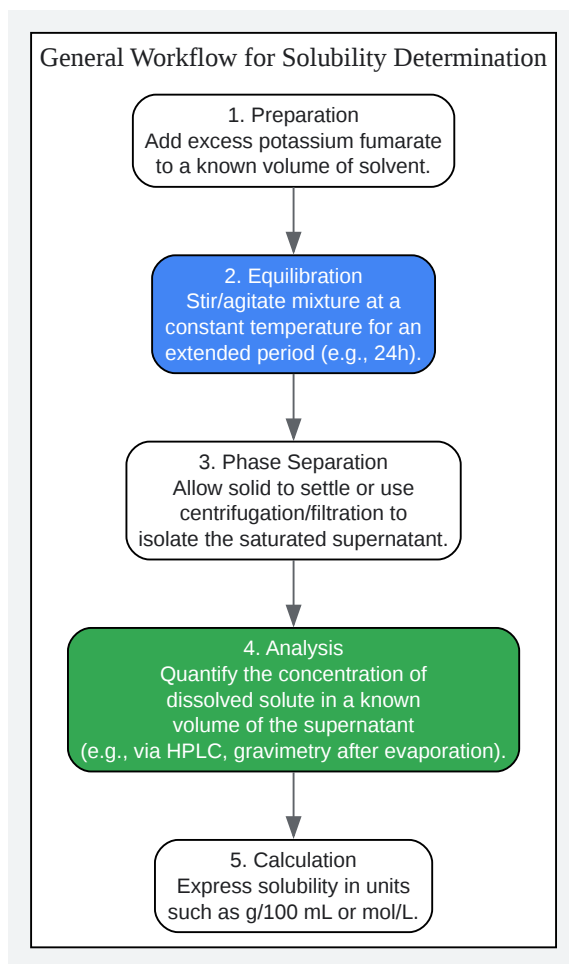 General Workflow for Solubility Determination
1. Preparation
Add excess potassium fumarate
to a known volume of solvent.
2. Equilibration
Stir/agitate mixture at a
constant temperature for an
extended period (e.g., 24h).
3. Phase Separation
Allow solid to settle or use
centrifugation/filtration to
isolate the saturated supernatant.
4. Analysis
Quantify the concentration of
dissolved solute in a known
volume of the supernatant
(e.g., via HPLC, gravimetry after evaporation).
5. Calculation
Express solubility in units
such as g/100 mL or mol/L.